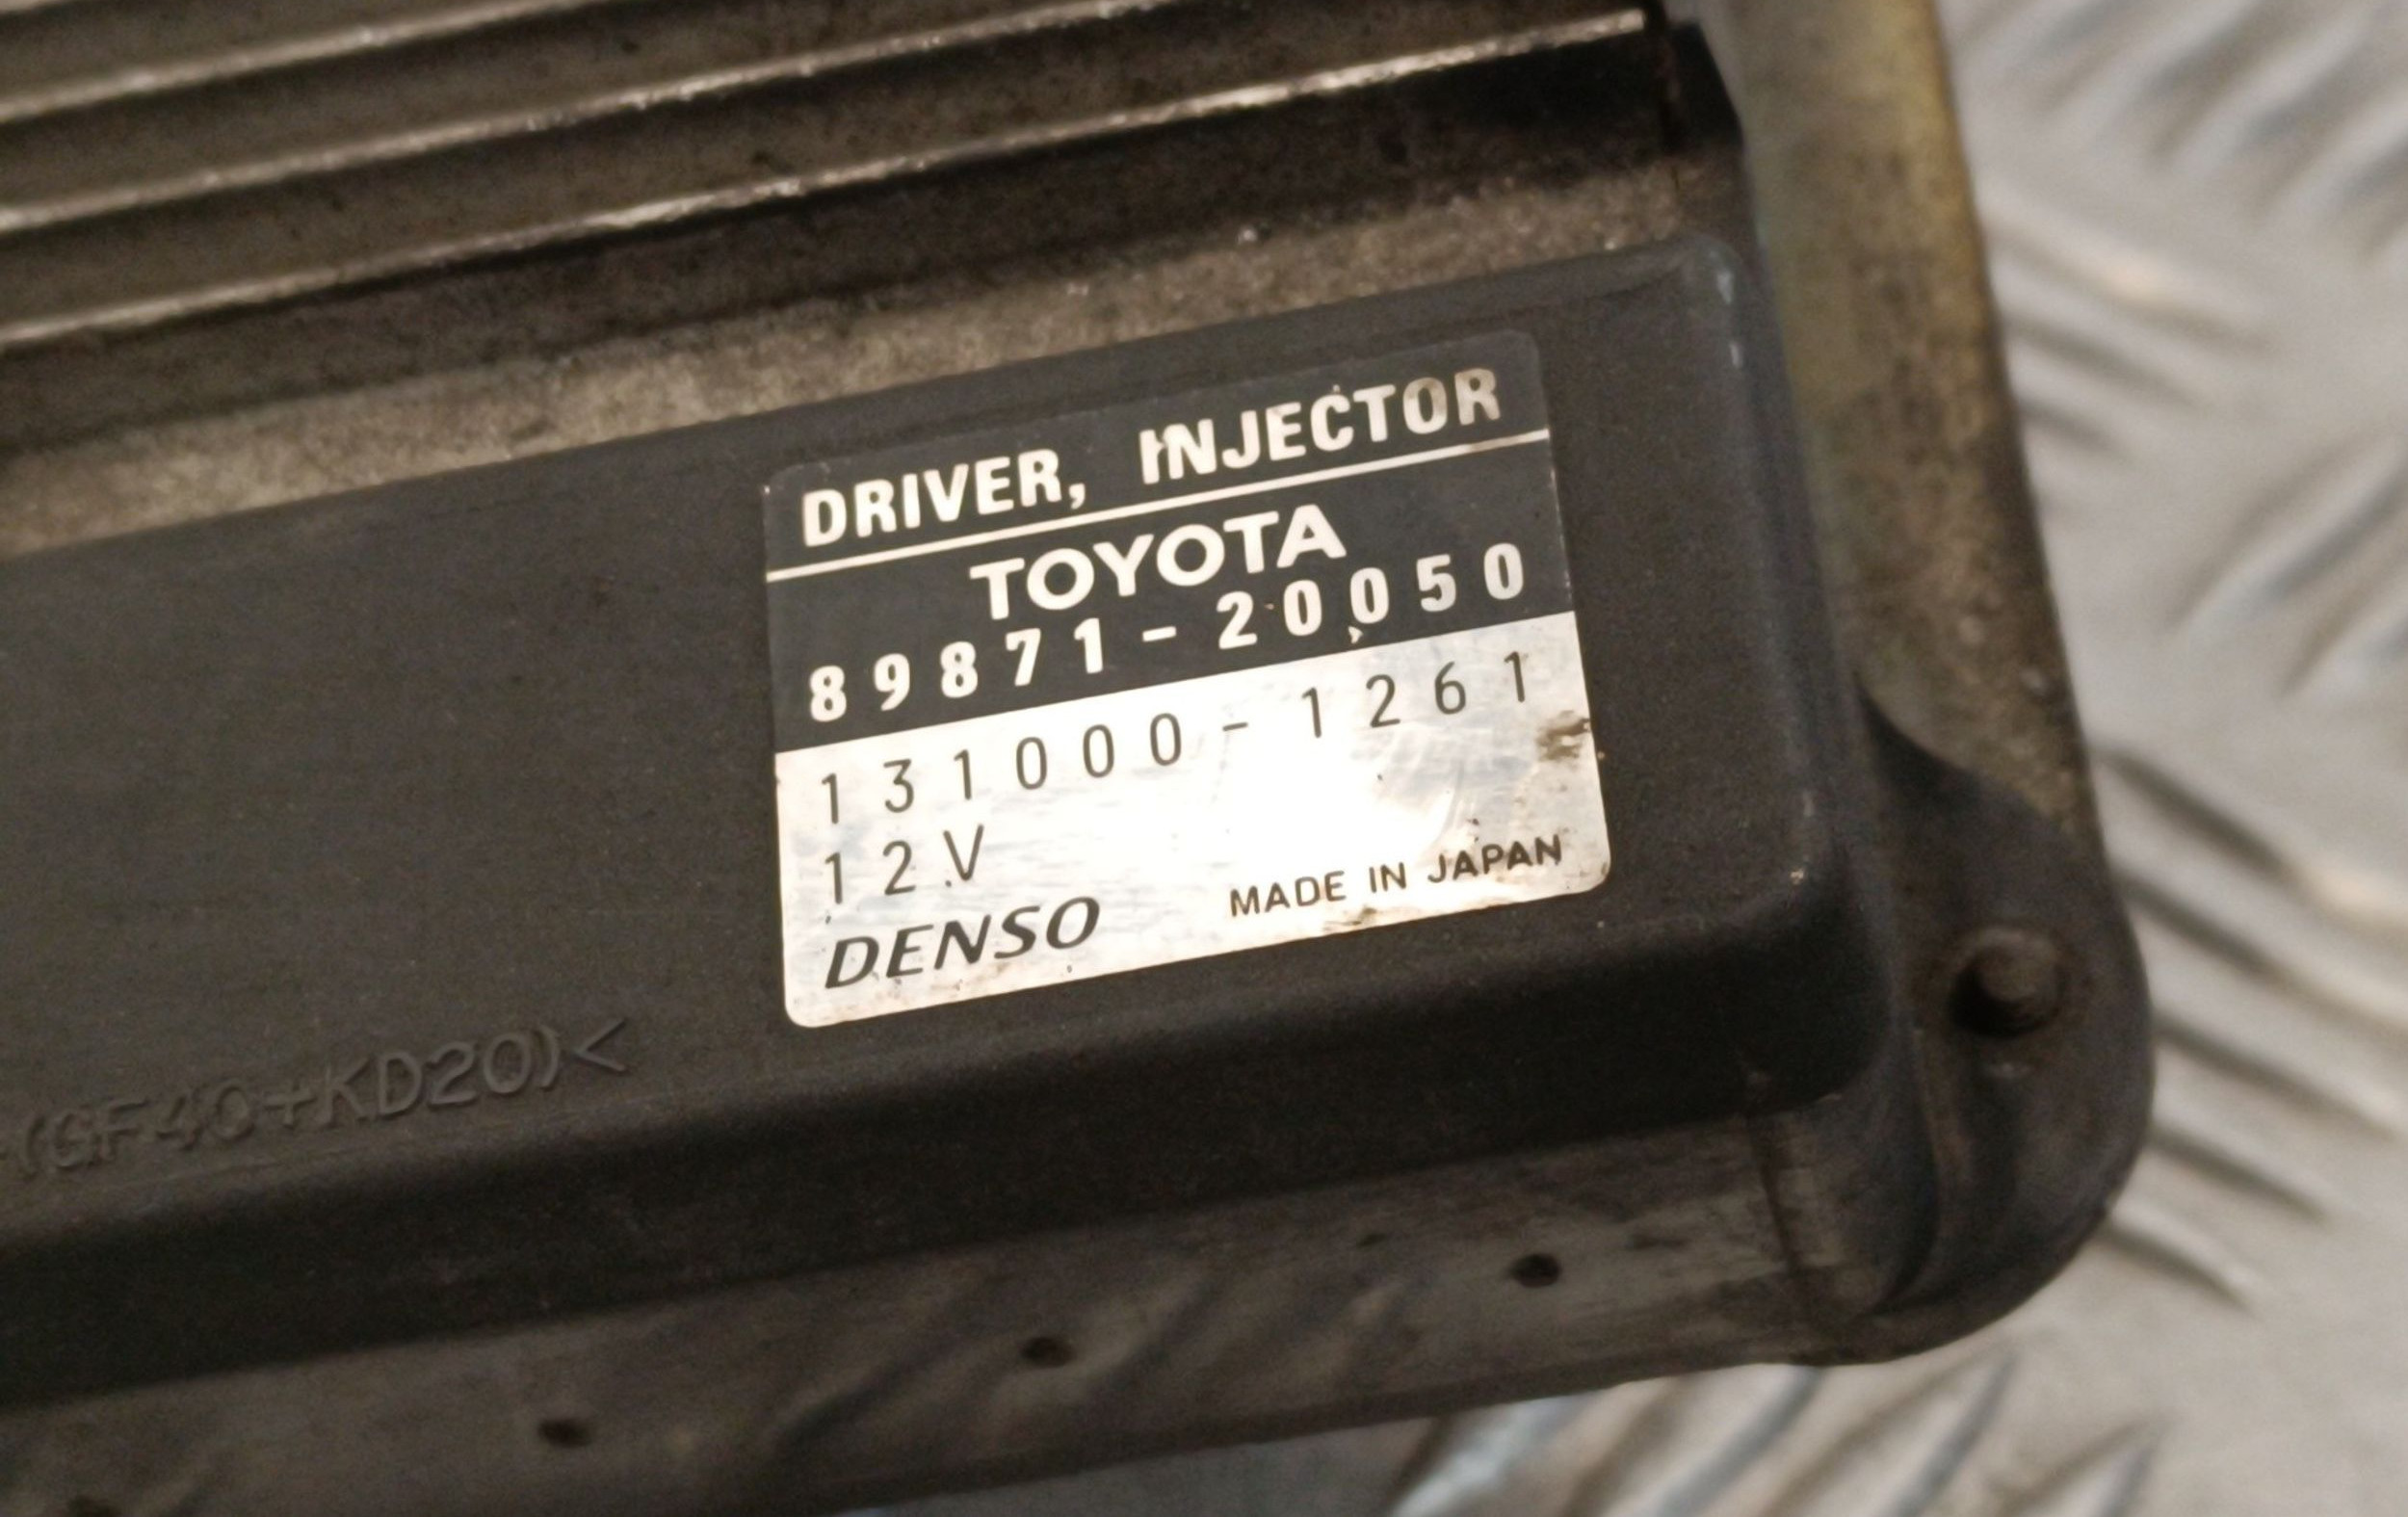 DRIVER, INJECTOR
TOYOTA
89871-20050
131000-1261
12V
DENSO MADE IN JAPAN
(GF40+KD20)<